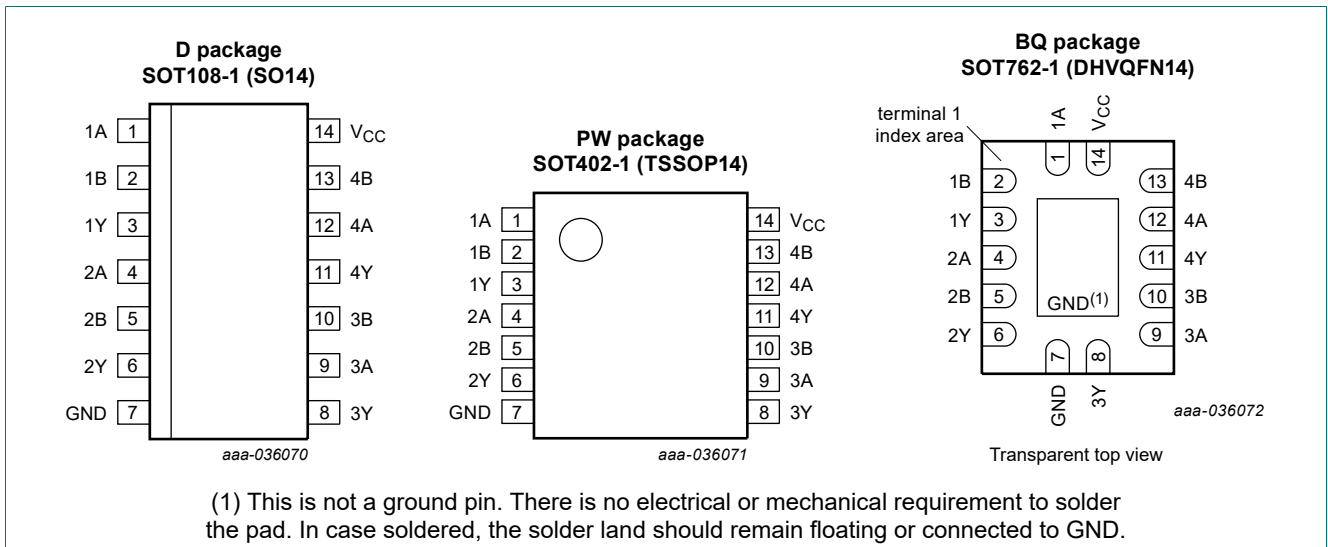 D package
SOT108-1 (SO14)
1A 1
14 VCC
1B 2
13 4B
1Y 3
12 4A
2A 4
11 4Y
2B 5
10 3B
2Y 6
9 3A
GND 7
8 3Y
aaa-036070
PW package
SOT402-1 (TSSOP14)
1A 1
14 VCC
1B 2
13 4B
1Y 3
12 4A
2A 4
11 4Y
2B 5
10 3B
2Y 6
9 3A
GND 7
8 3Y
aaa-036071
BQ package
SOT762-1 (DHVQFN14)
terminal 1
index area
1A
VCC
1
14
1B 2
13 4B
1Y 3
12 4A
2A 4
11 4Y
2B 5
10 3B
GND(1)
2Y 6
9 3A
7
8
GND
3Y
aaa-036072
Transparent top view
(1) This is not a ground pin. There is no electrical or mechanical requirement to solder
the pad. In case soldered, the solder land should remain floating or connected to GND.